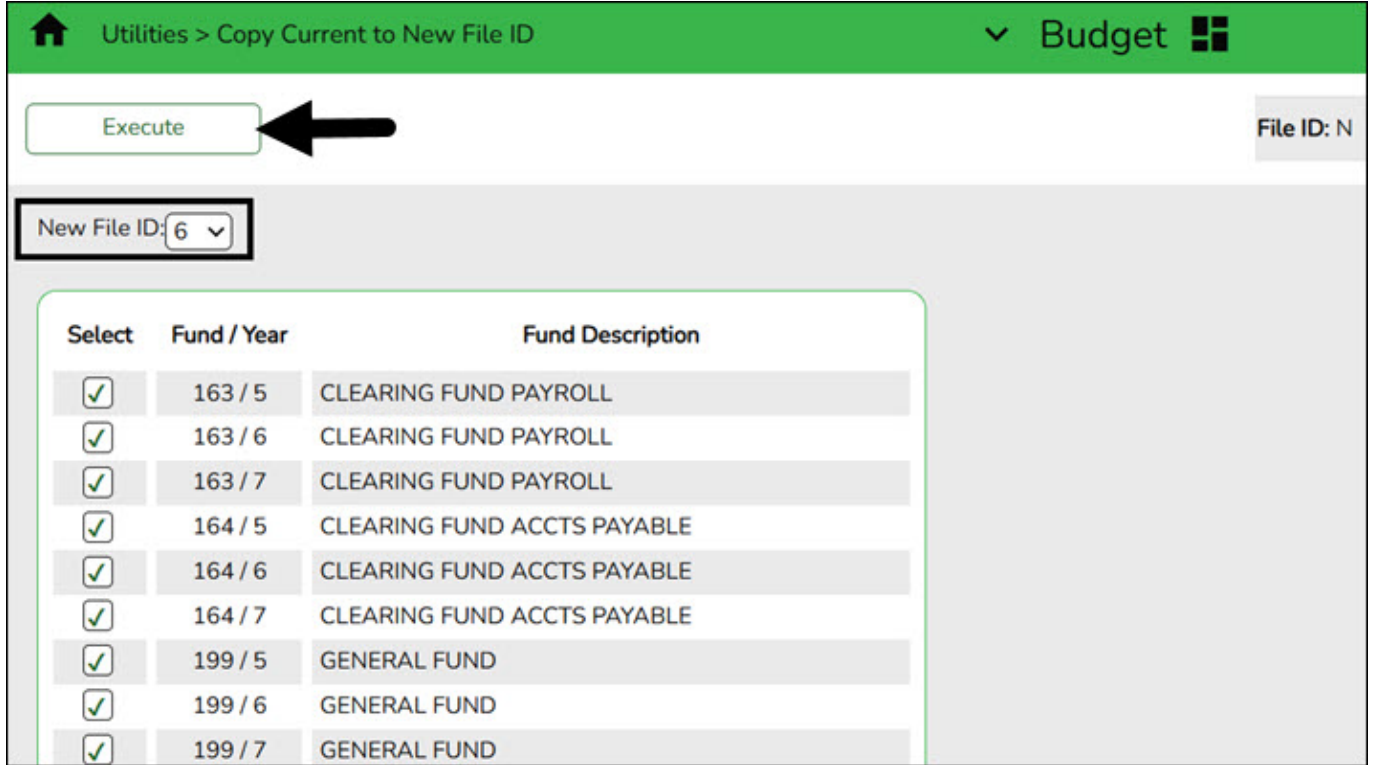 Utilities > Copy Current to New File ID
Budget
Execute
File ID: N
New File ID: 6
Select Fund / Year Fund Description
163 / 5 CLEARING FUND PAYROLL
163 / 6 CLEARING FUND PAYROLL
163 / 7 CLEARING FUND PAYROLL
164 / 5 CLEARING FUND ACCTS PAYABLE
164 / 6 CLEARING FUND ACCTS PAYABLE
164 / 7 CLEARING FUND ACCTS PAYABLE
199 / 5 GENERAL FUND
199 / 6 GENERAL FUND
199 / 7 GENERAL FUND